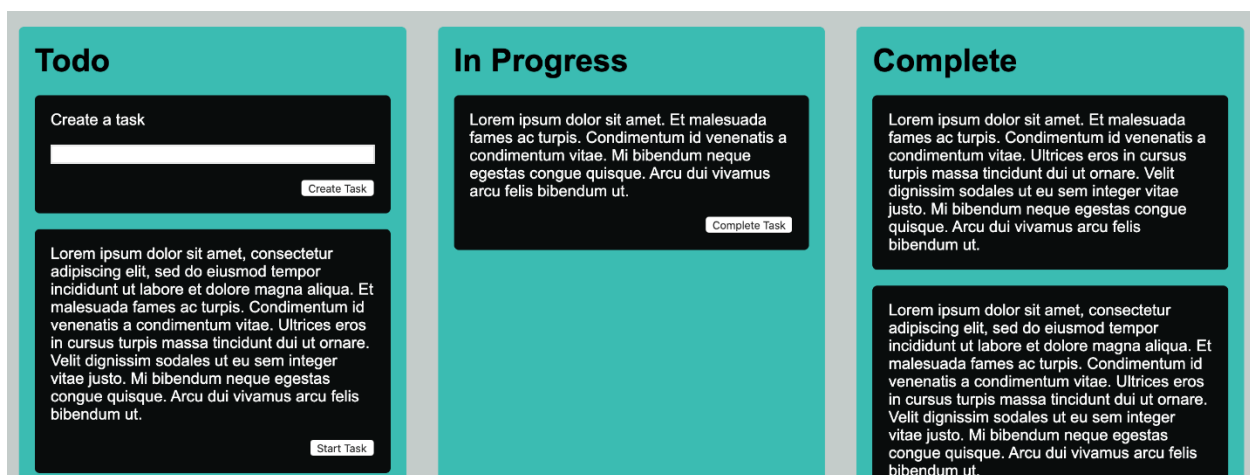 Todo
Create a task
Create Task
Lorem ipsum dolor sit amet, consectetur
adipiscing elit, sed do eiusmod tempor
incididunt ut labore et dolore magna aliqua. Et
malesuada fames ac turpis. Condimentum id
venenatis a condimentum vitae. Ultrices eros
in cursus turpis massa tincidunt dui ut ornare.
Velit dignissim sodales ut eu sem integer
vitae justo. Mi bibendum neque egestas
congue quisque. Arcu dui vivamus arcu felis
bibendum ut.
Start Task
In Progress
Lorem ipsum dolor sit amet. Et malesuada
fames ac turpis. Condimentum id venenatis a
condimentum vitae. Mi bibendum neque
egestas congue quisque. Arcu dui vivamus
arcu felis bibendum ut.
Complete Task
Complete
Lorem ipsum dolor sit amet. Et malesuada
fames ac turpis. Condimentum id venenatis a
condimentum vitae. Ultrices eros in cursus
turpis massa tincidunt dui ut ornare. Velit
dignissim sodales ut eu sem integer vitae
justo. Mi bibendum neque egestas congue
quisque. Arcu dui vivamus arcu felis
bibendum ut.
Lorem ipsum dolor sit amet, consectetur
adipiscing elit, sed do eiusmod tempor
incididunt ut labore et dolore magna aliqua. Et
malesuada fames ac turpis. Condimentum id
venenatis a condimentum vitae. Ultrices eros
in cursus turpis massa tincidunt dui ut ornare.
Velit dignissim sodales ut eu sem integer
vitae justo. Mi bibendum neque egestas
congue quisque. Arcu dui vivamus arcu felis
bibendum ut.